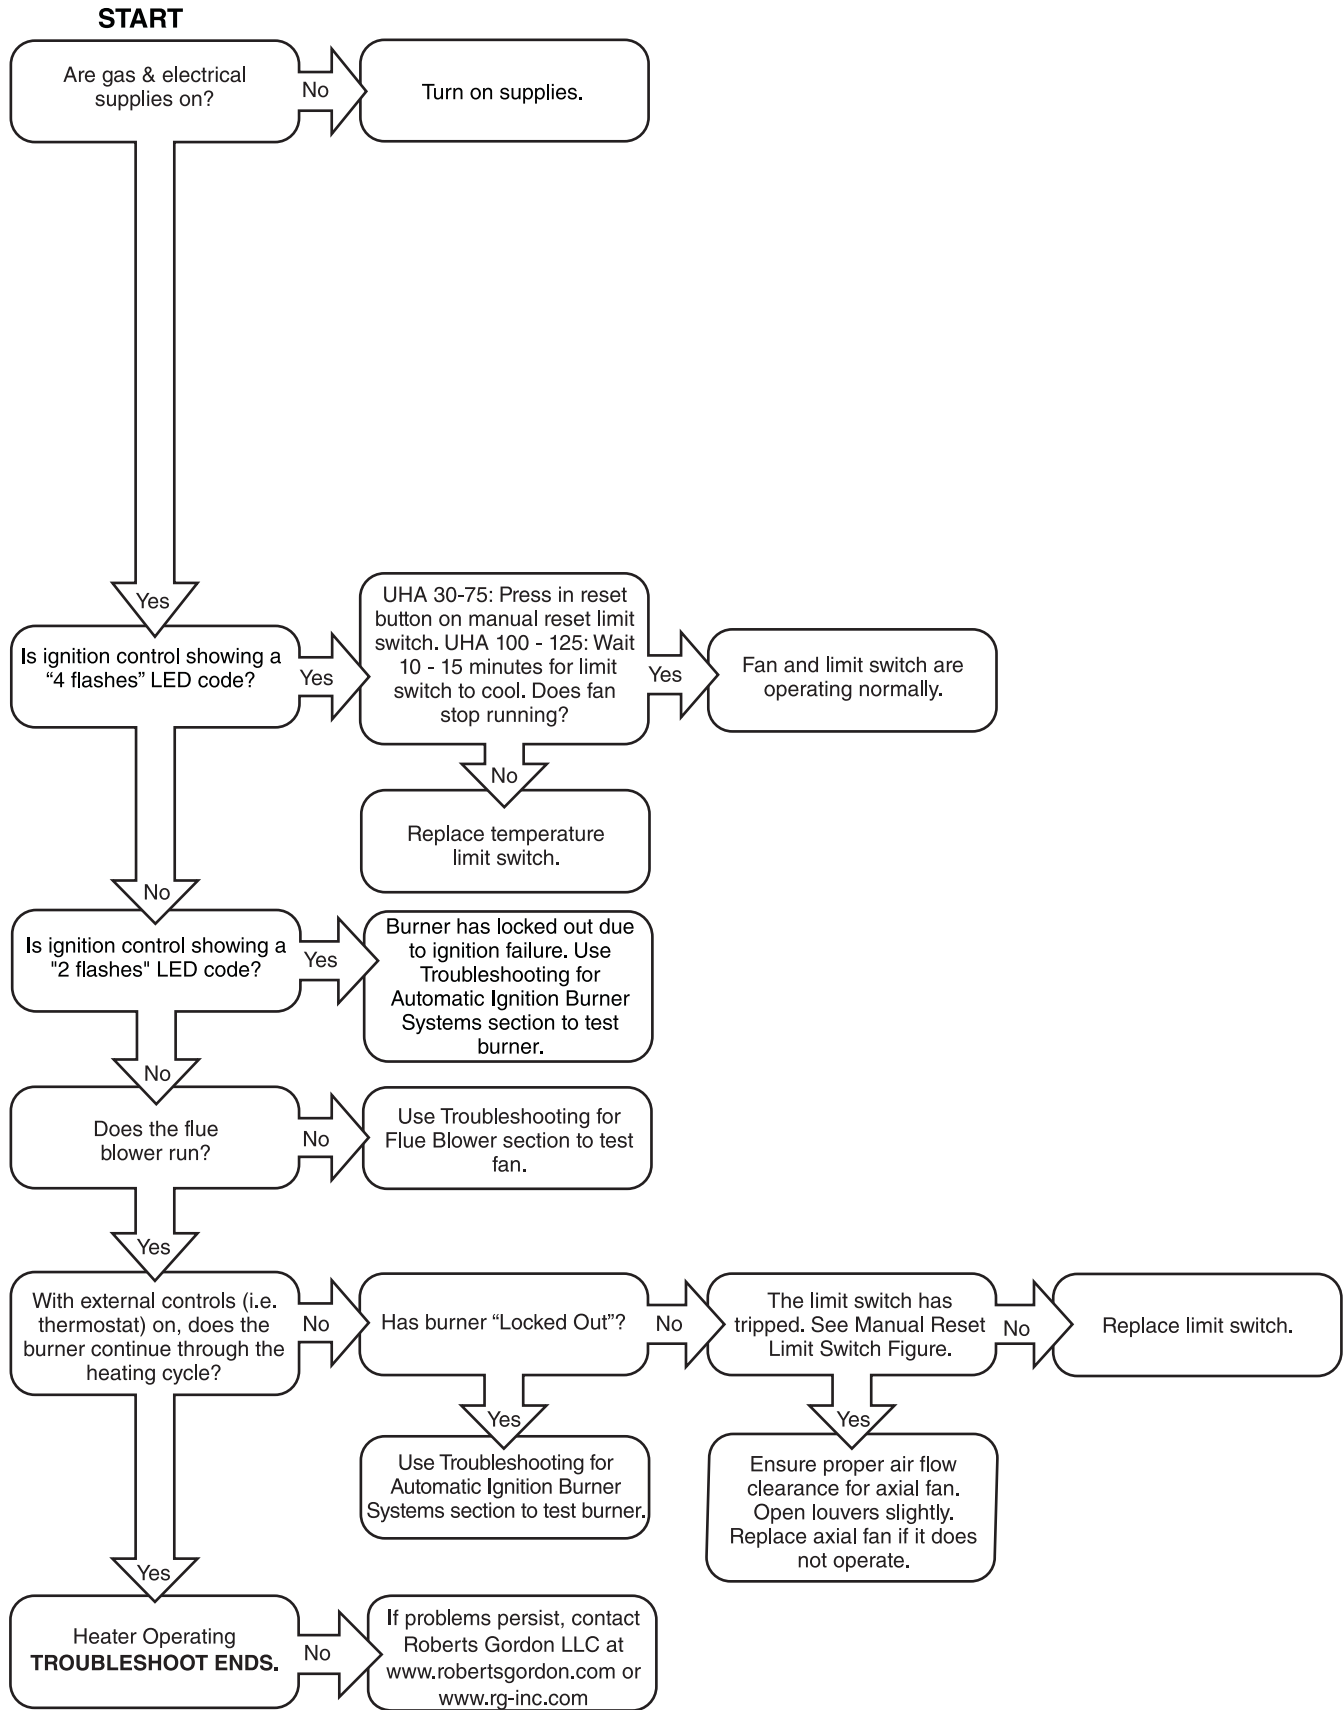 START
Are gas & electrical
supplies on?
No
Turn on supplies.
Yes
Is ignition control showing a
“4 flashes” LED code?
Yes
UHA 30-75: Press in reset
button on manual reset limit
switch. UHA 100 - 125: Wait
10 - 15 minutes for limit
switch to cool. Does fan
stop running?
Yes
Fan and limit switch are
operating normally.
No
Replace temperature
limit switch.
No
Is ignition control showing a
"2 flashes" LED code?
Yes
Burner has locked out due
to ignition failure. Use
Troubleshooting for
Automatic Ignition Burner
Systems section to test
burner.
No
Does the flue
blower run?
No
Use Troubleshooting for
Flue Blower section to test
fan.
Yes
With external controls (i.e.
thermostat) on, does the
burner continue through the
heating cycle?
No
Has burner “Locked Out”?
No
The limit switch has
tripped. See Manual Reset
Limit Switch Figure.
No
Replace limit switch.
Yes
Use Troubleshooting for
Automatic Ignition Burner
Systems section to test burner.
Yes
Ensure proper air flow
clearance for axial fan.
Open louvers slightly.
Replace axial fan if it does
not operate.
Yes
Heater Operating
TROUBLESHOOT ENDS.
No
If problems persist, contact
Roberts Gordon LLC at
www.robertsgordon.com or
www.rg-inc.com